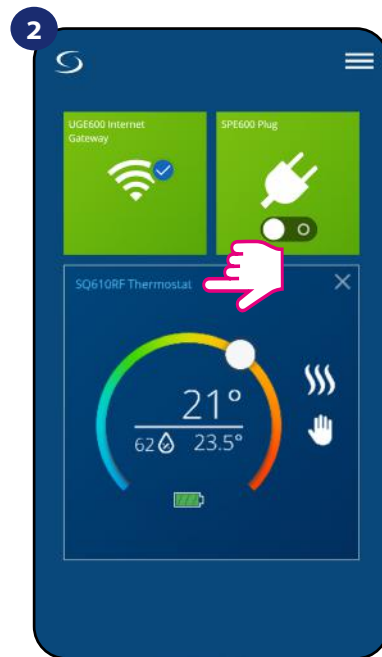 2
UGE600 Internet
Gateway
SPE600 Plug
SQ610RF Thermostat
21°
62 23.5°